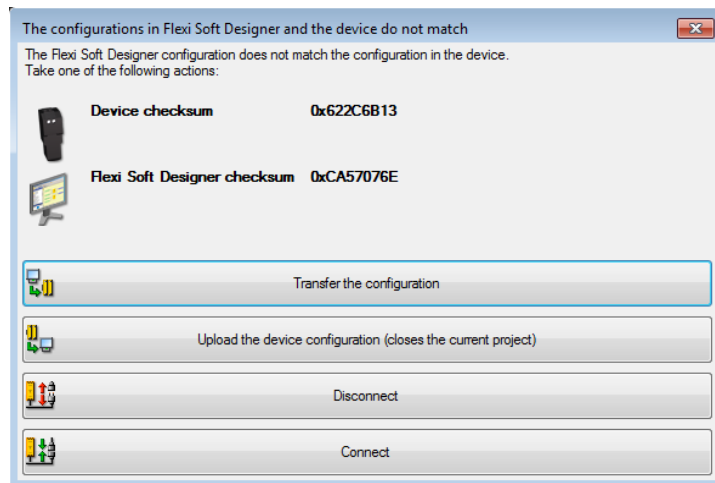 The configurations in Flexi Soft Designer and the device do not match
The Flexi Soft Designer configuration does not match the configuration in the device.
Take one of the following actions:
Device checksum 0x622C6B13
Flexi Soft Designer checksum 0xCA57076E
Transfer the configuration
Upload the device configuration (closes the current project)
Disconnect
Connect